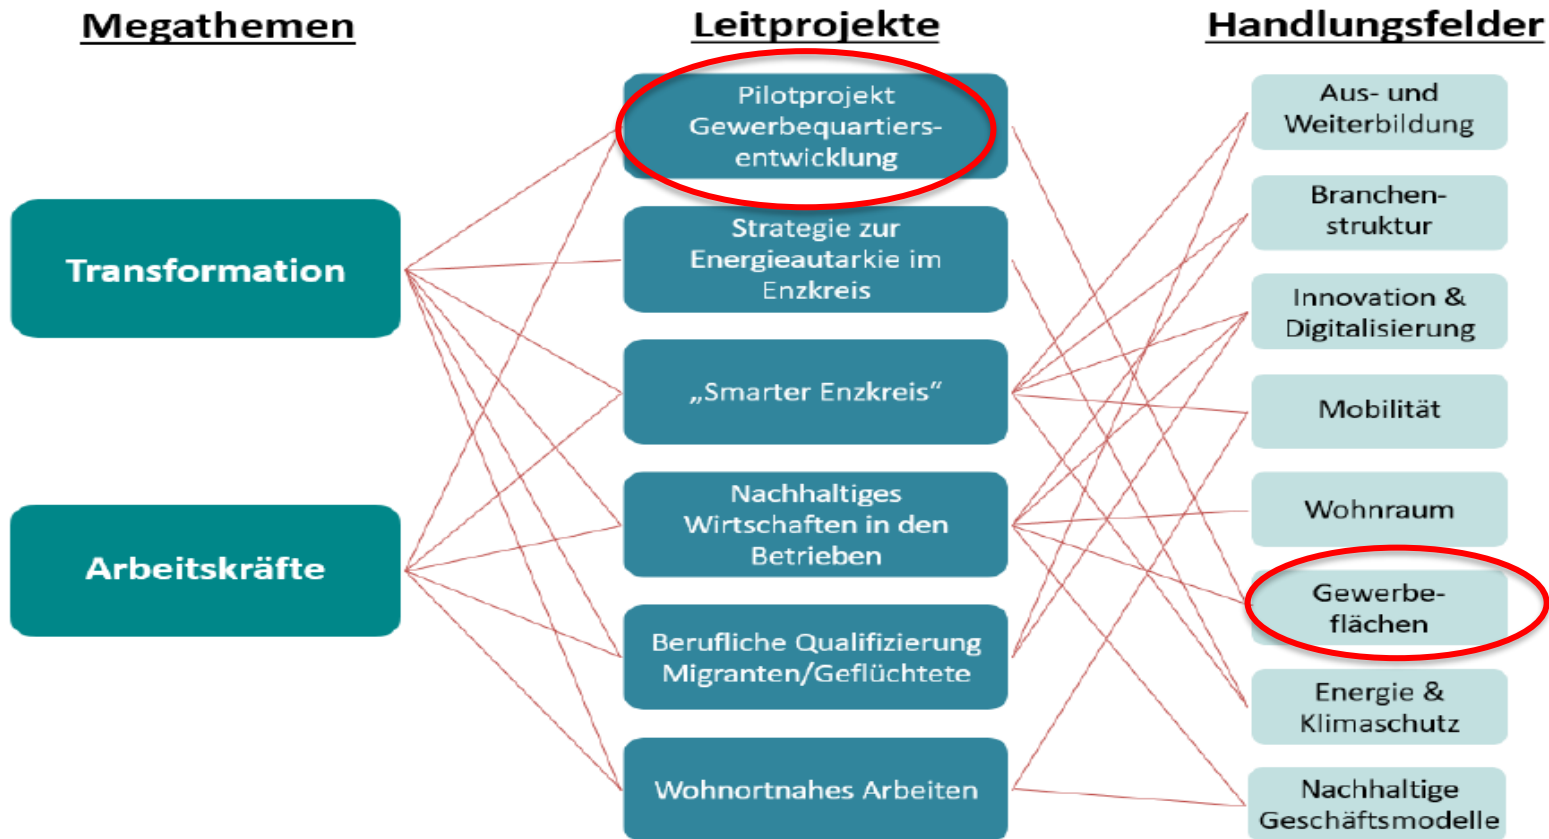 Megathemen
Leitprojekte
Handlungsfelder
Transformation
Arbeitskräfte
Pilotprojekt
Gewerbequartiers-
entwicklung
Strategie zur
Energieautarkie im
Enzkreis
„Smarter Enzkreis“
Nachhaltiges
Wirtschaften in den
Betrieben
Berufliche Qualifizierung
Migranten/Geflüchtete
Wohnortnahes Arbeiten
Aus- und
Weiterbildung
Branchen-
struktur
Innovation &
Digitalisierung
Mobilität
Wohnraum
Gewerbe-
flächen
Energie &
Klimaschutz
Nachhaltige
Geschäftsmodelle